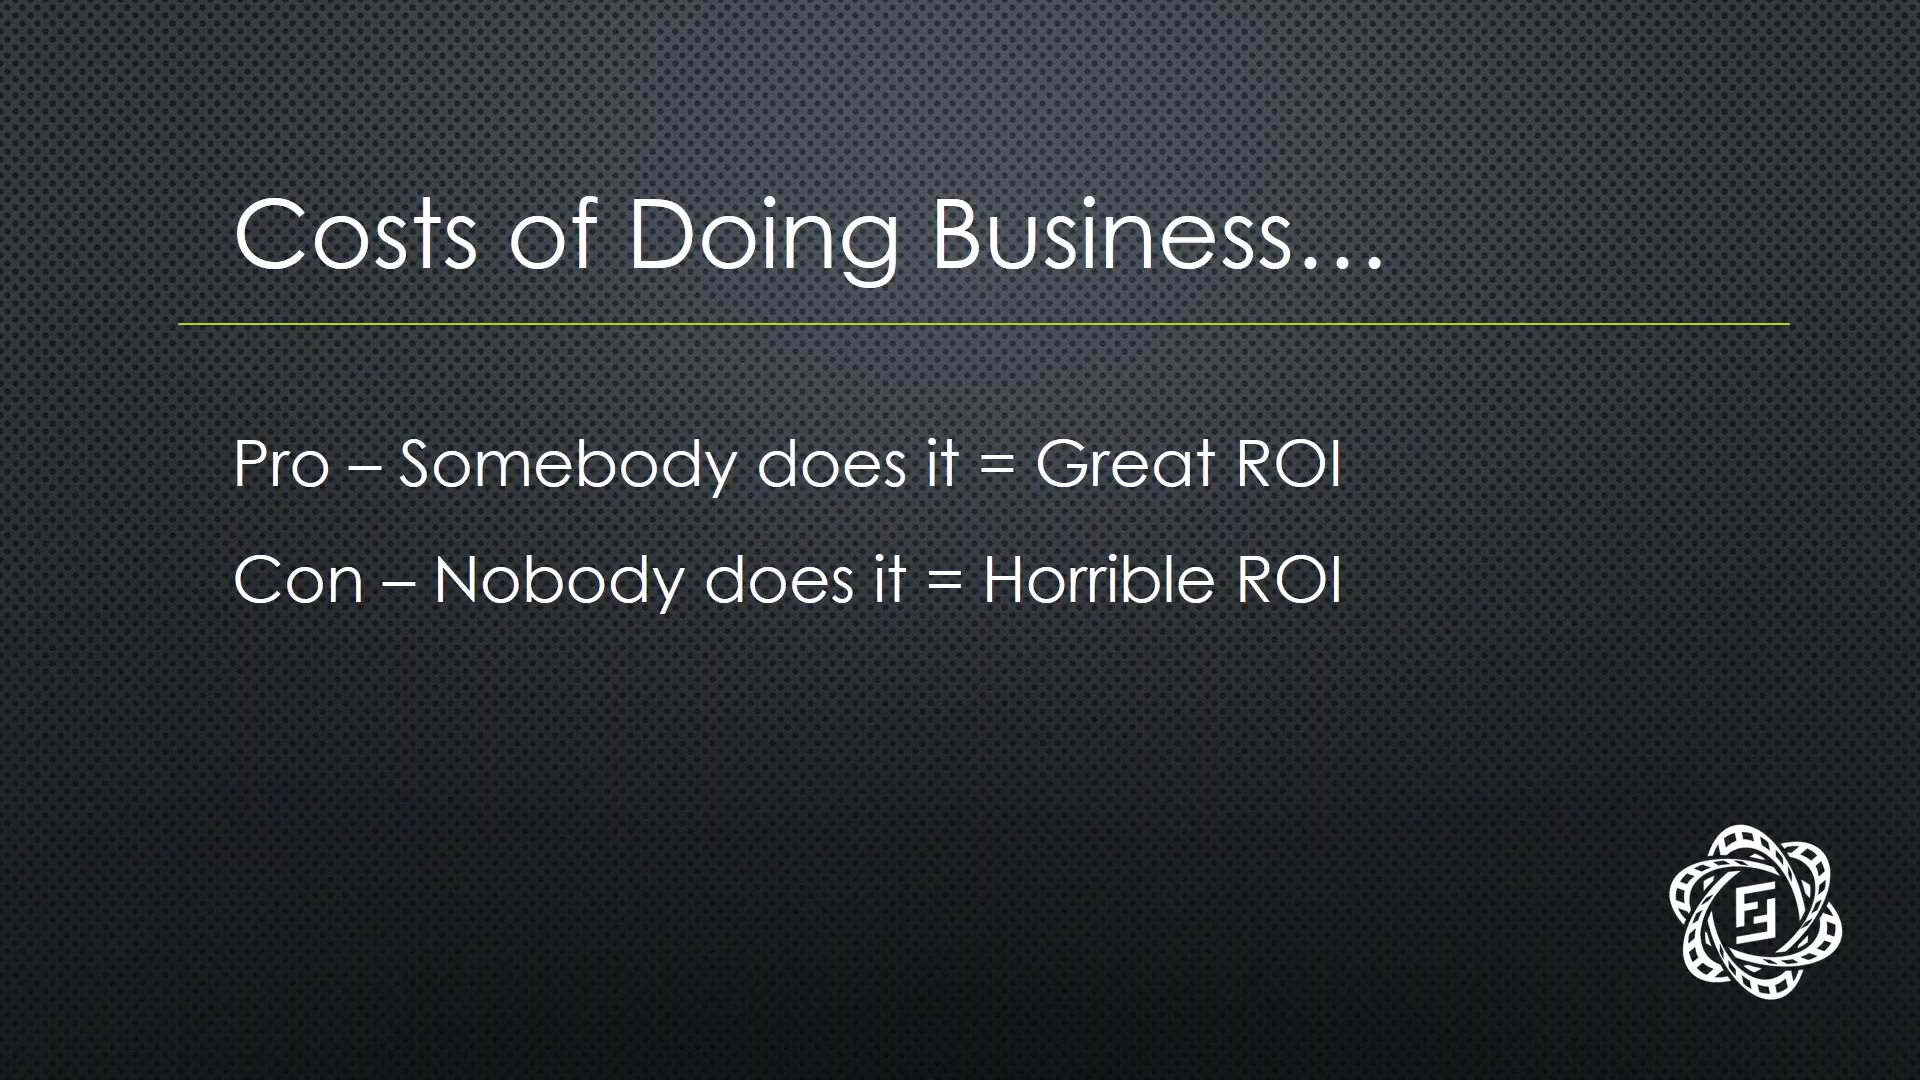 Costs of Doing Business…
Pro – Somebody does it = Great ROI
Con – Nobody does it = Horrible ROI